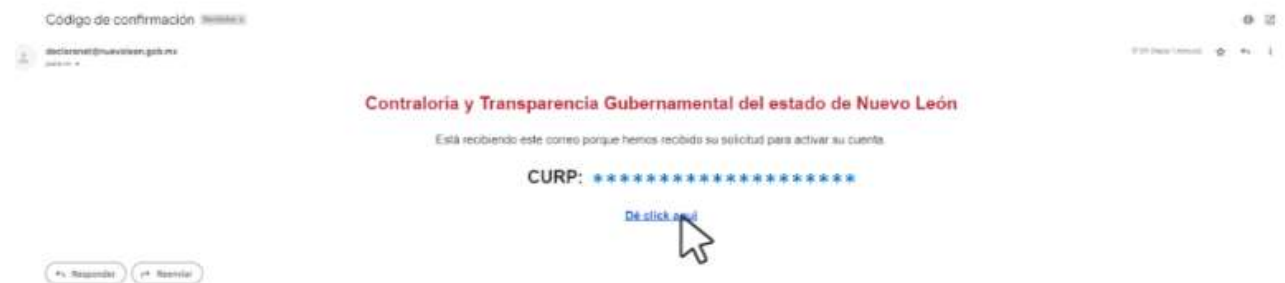 Código de confirmación
declaranet@nuevoleon.gob.mx
Contraloría y Transparencia Gubernamental del estado de Nuevo León
Está recibiendo este correo porque hemos recibido su solicitud para activar su cuenta.
CURP: ********************
Dé click aquí
Responder
Reenviar